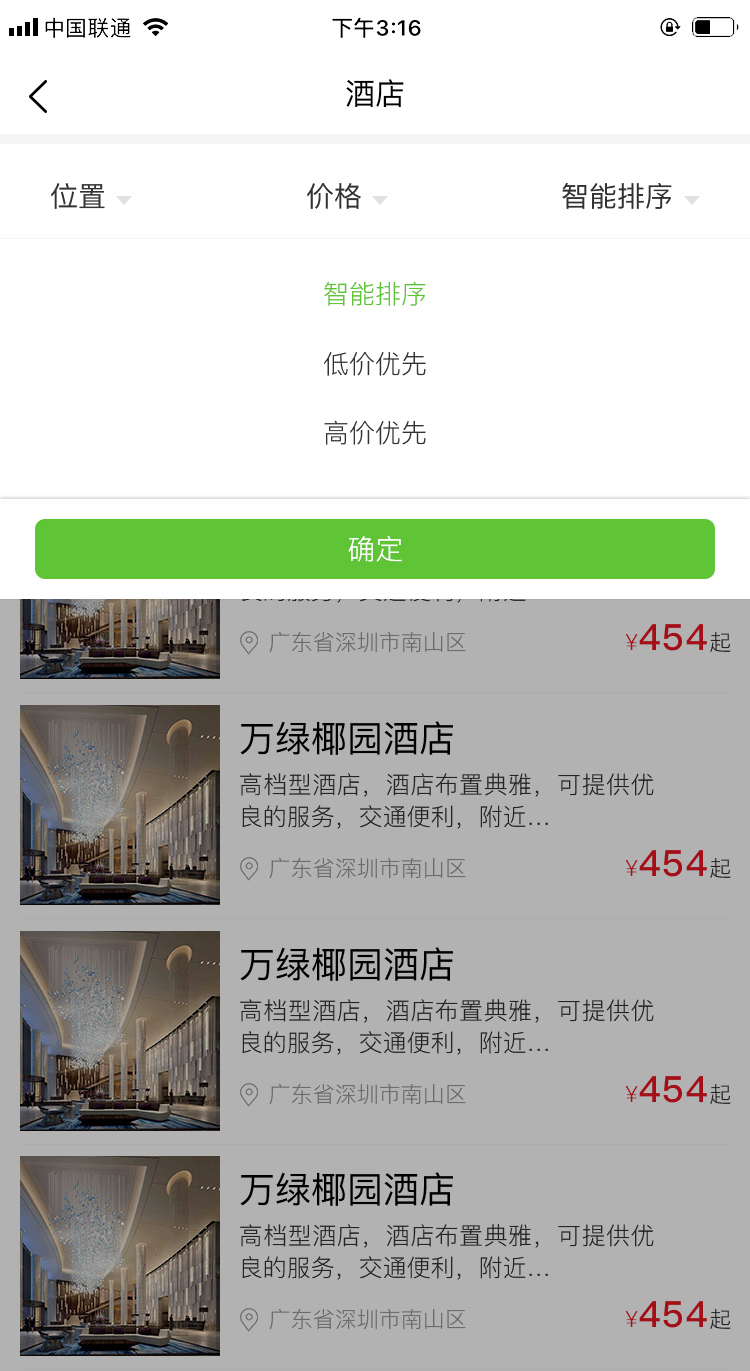 中国联通
下午3:16
酒店
位置
价格
智能排序
智能排序
低价优先
高价优先
确定
广东省深圳市南山区
¥454起
万绿椰园酒店
高档型酒店，酒店布置典雅，可提供优
良的服务，交通便利，附近...
广东省深圳市南山区
¥454起
万绿椰园酒店
高档型酒店，酒店布置典雅，可提供优
良的服务，交通便利，附近...
广东省深圳市南山区
¥454起
万绿椰园酒店
高档型酒店，酒店布置典雅，可提供优
良的服务，交通便利，附近...
广东省深圳市南山区
¥454起